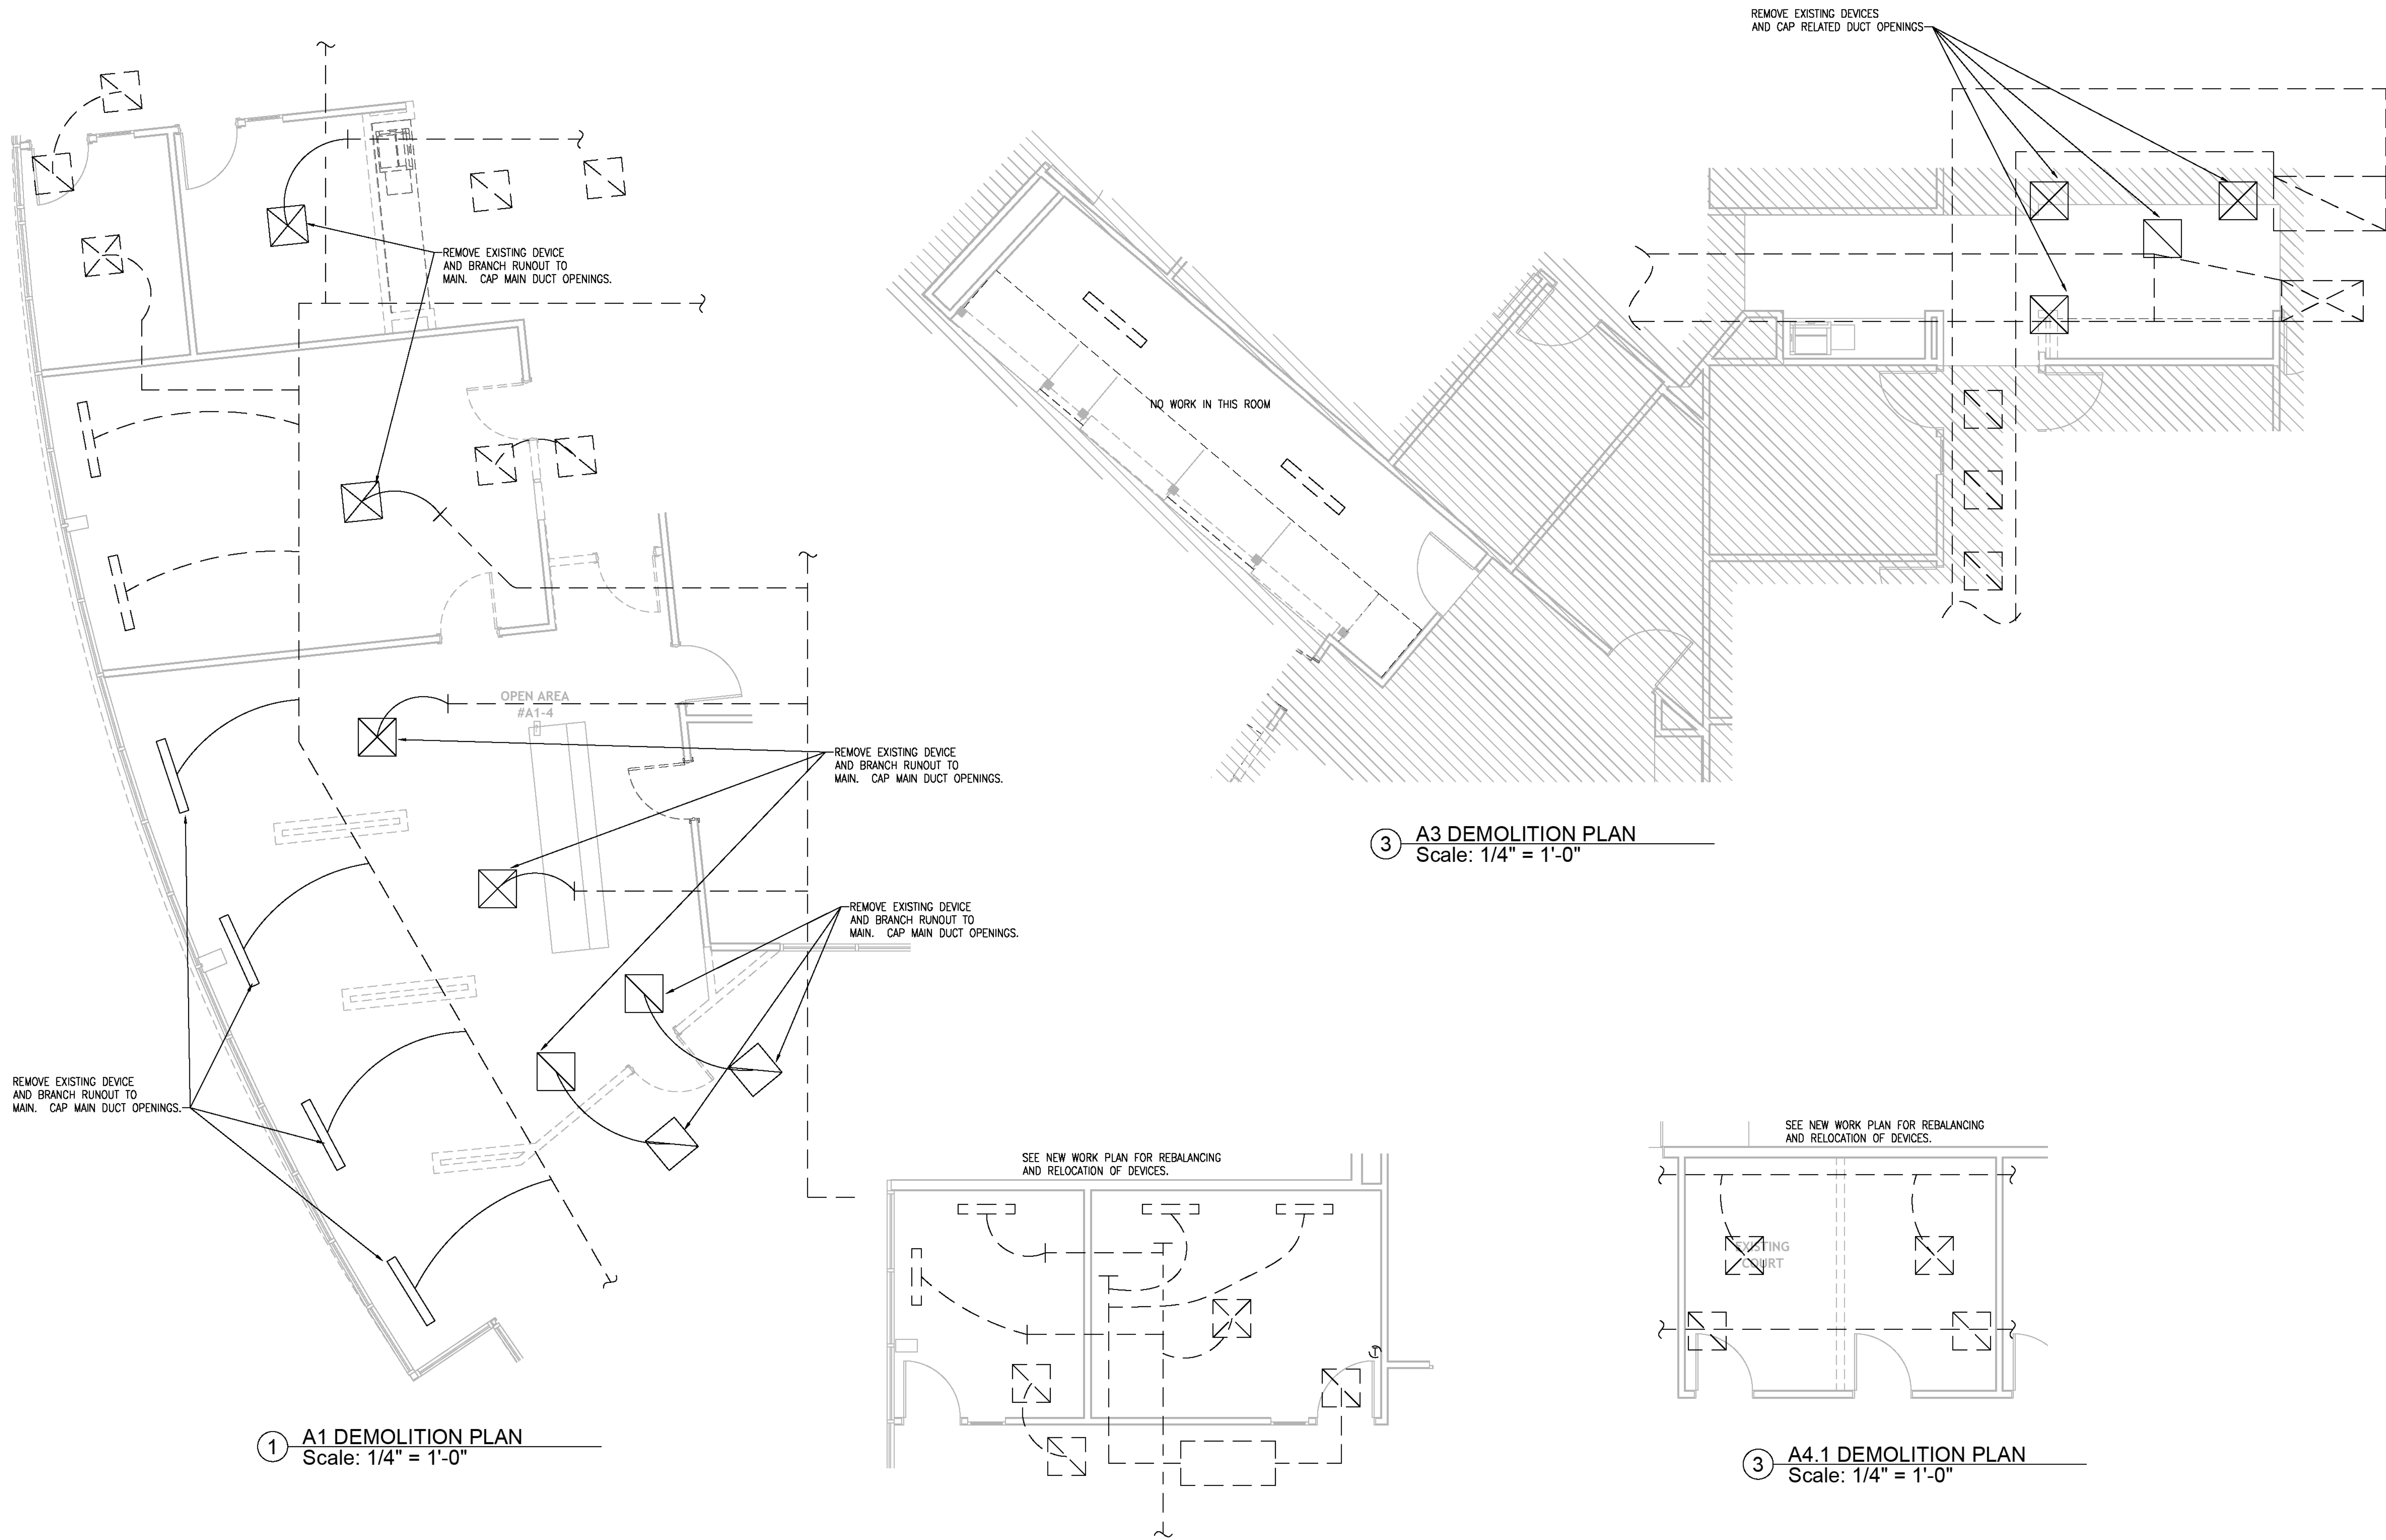 REMOVE EXISTING DEVICES
AND CAP RELATED DUCT OPENINGS
REMOVE EXISTING DEVICE
AND BRANCH RUNOUT TO
MAIN. CAP MAIN DUCT OPENINGS.
NO WORK IN THIS ROOM
OPEN AREA
#A1-4
REMOVE EXISTING DEVICE
AND BRANCH RUNOUT TO
MAIN. CAP MAIN DUCT OPENINGS.
3
A3 DEMOLITION PLAN
Scale: 1/4" = 1'-0"
REMOVE EXISTING DEVICE
AND BRANCH RUNOUT TO
MAIN. CAP MAIN DUCT OPENINGS.
REMOVE EXISTING DEVICE
AND BRANCH RUNOUT TO
MAIN. CAP MAIN DUCT OPENINGS.
SEE NEW WORK PLAN FOR REBALANCING
AND RELOCATION OF DEVICES.
SEE NEW WORK PLAN FOR REBALANCING
AND RELOCATION OF DEVICES.
EXISTING
COURT
1
A1 DEMOLITION PLAN
Scale: 1/4" = 1'-0"
3
A4.1 DEMOLITION PLAN
Scale: 1/4" = 1'-0"